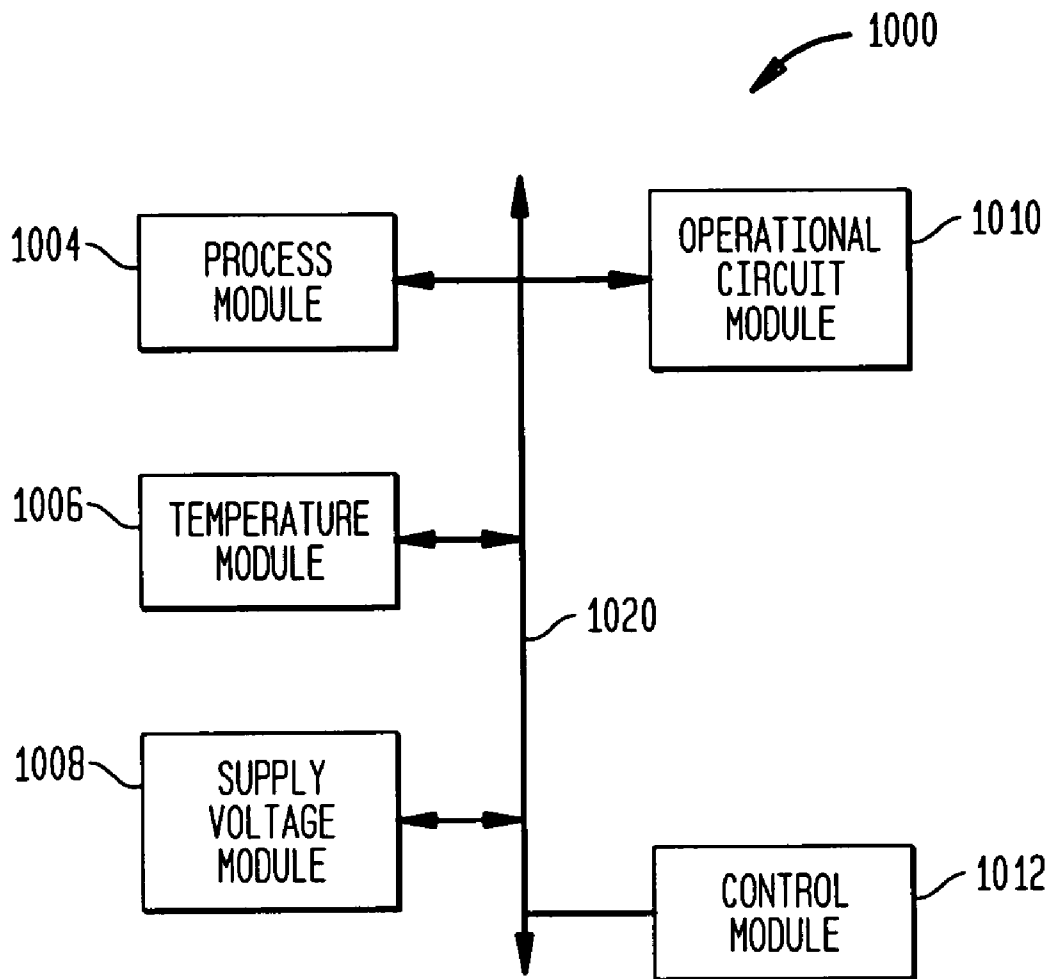 1000
1004
PROCESS
MODULE
OPERATIONAL
CIRCUIT
MODULE
1010
1006
TEMPERATURE
MODULE
1020
1008
SUPPLY
VOLTAGE
MODULE
CONTROL
MODULE
1012